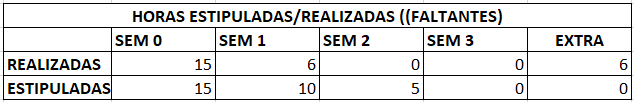 HORAS ESTIPULADAS/REALIZADAS ((FALTANTES)
SEM 0 SEM 1 SEM 2 SEM 3 EXTRA
REALIZADAS 15 6 0 0 6
ESTIPULADAS 15 10 5 0 0